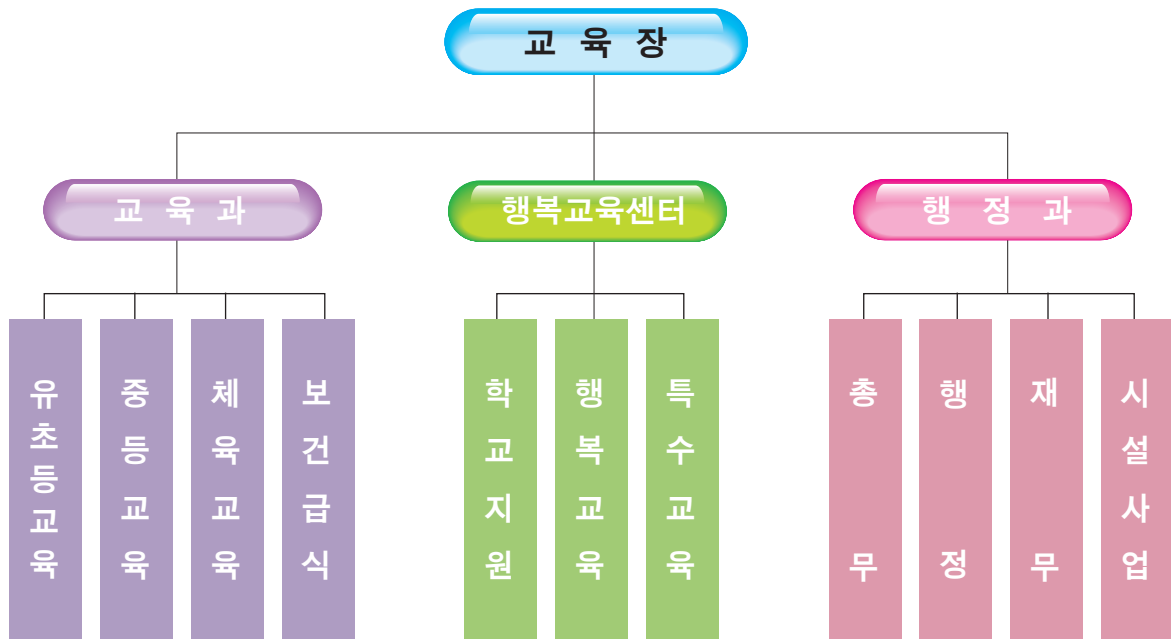 교 육 장
교 육 과
행복교육센터
행 정 과
유초등교육
중등교육
체육교육
보건급식
학교지원
행복교육
특수교육
총무
행정
재무
시설사업